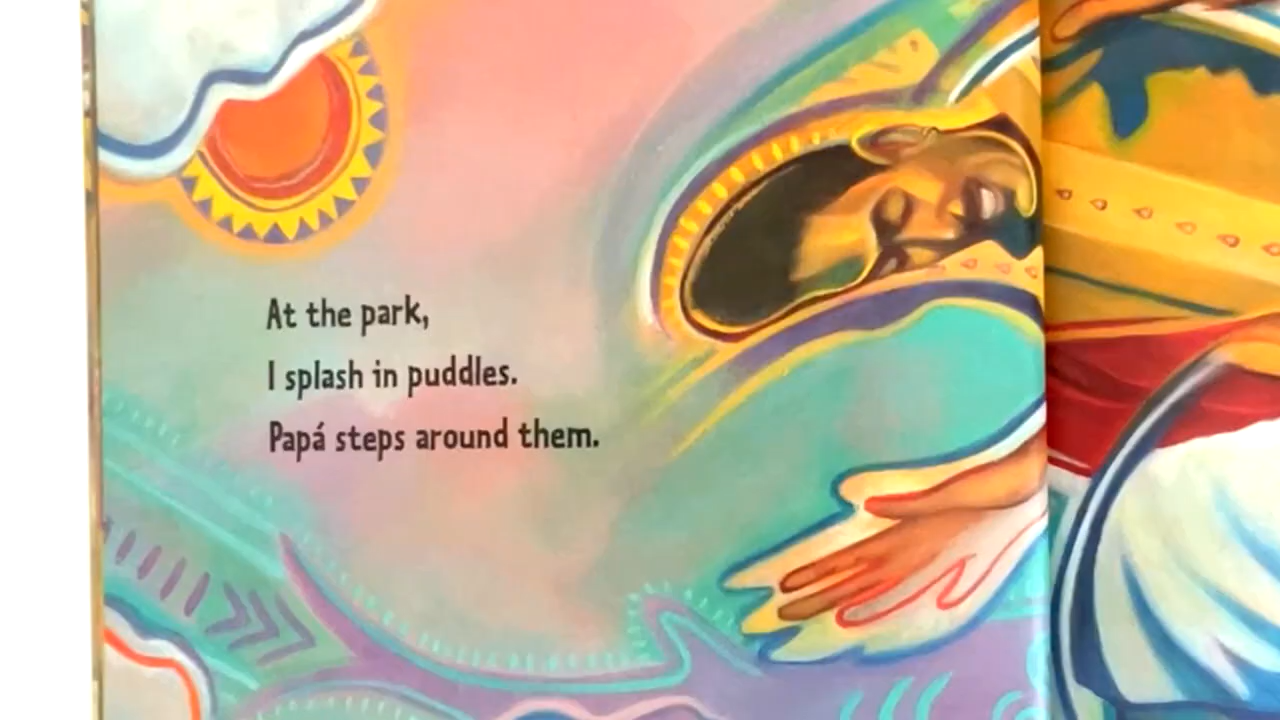 At the park,
I splash in puddles.
Papá steps around them.